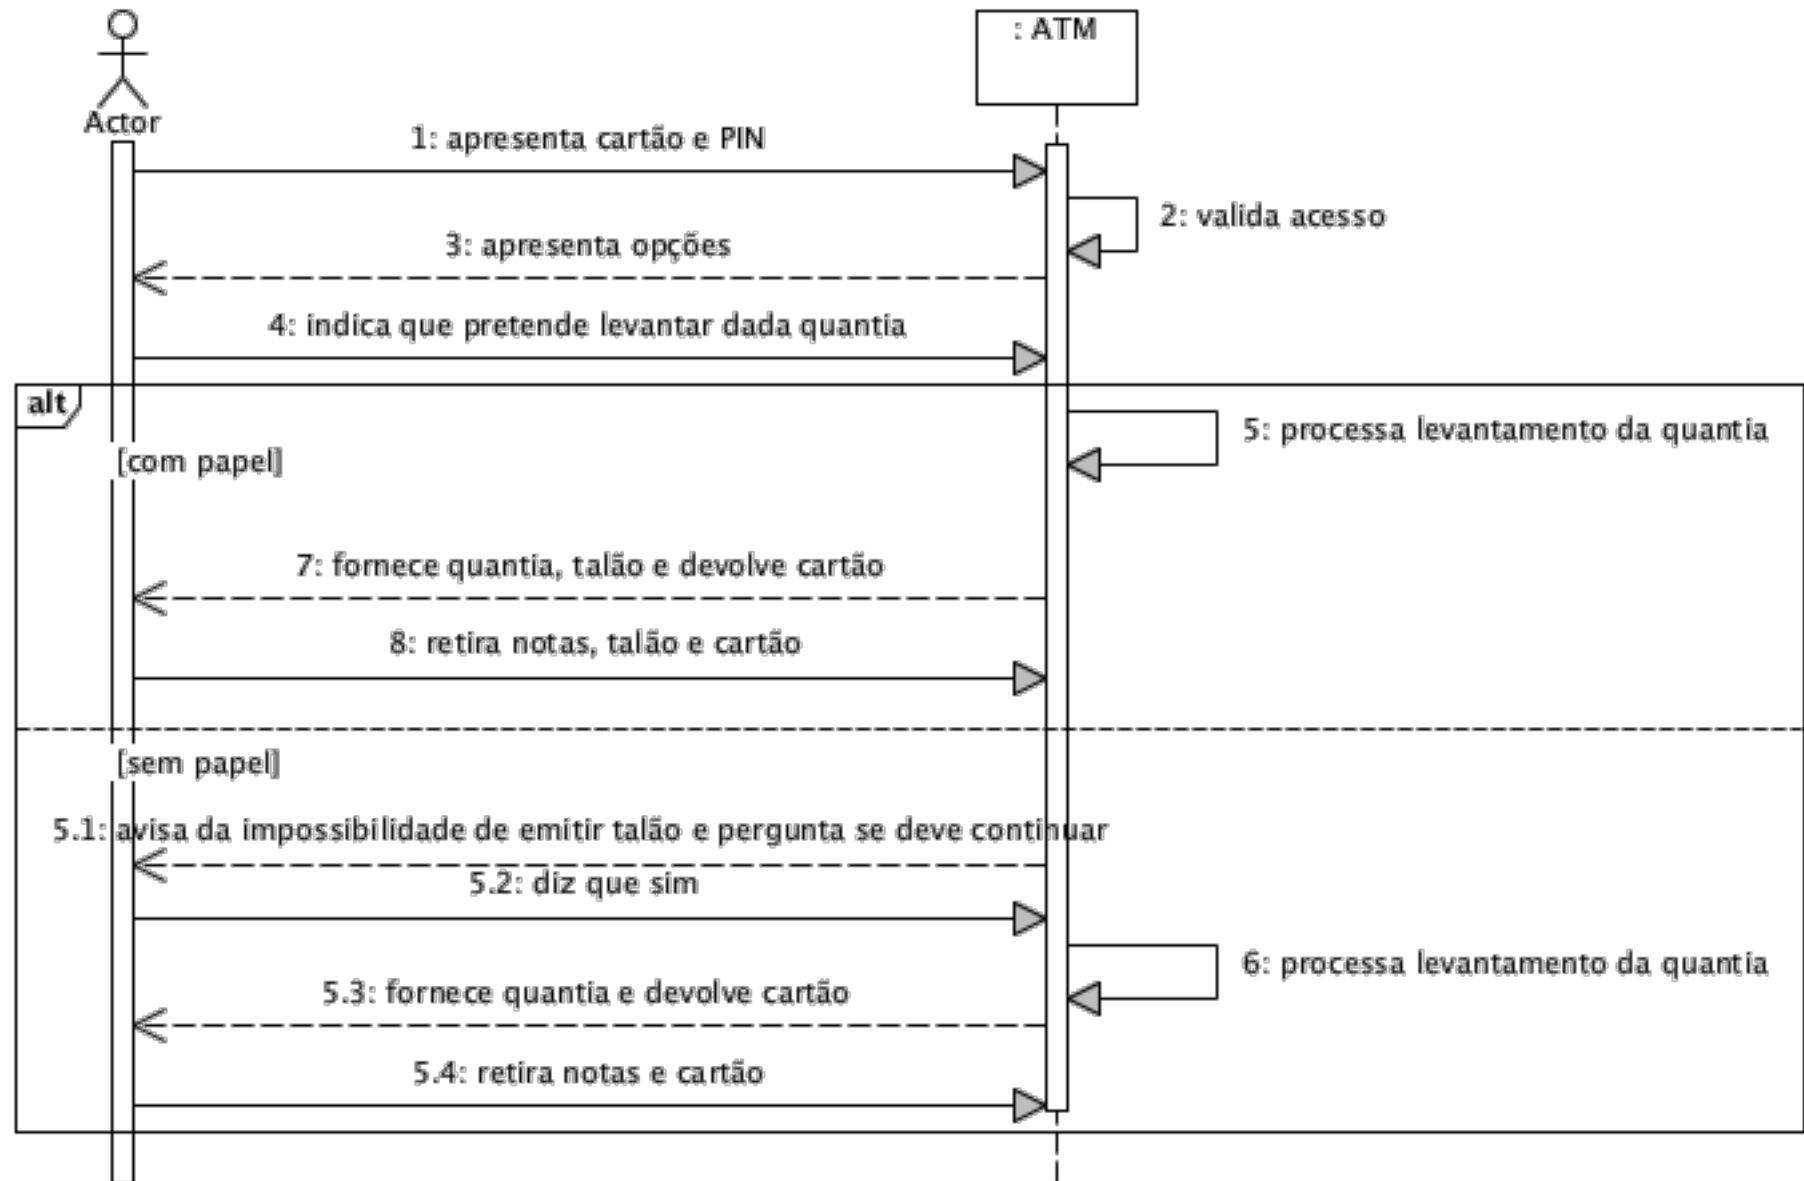 : ATM
Actor
1: apresenta cartão e PIN
2: valida acesso
3: apresenta opções
4: indica que pretende levantar dada quantia
alt
5: processa levantamento da quantia
[com papel]
7: fornece quantia, talão e devolve cartão
8: retira notas, talão e cartão
[sem papel]
5.1: avisa da impossibilidade de emitir talão e pergunta se deve continuar
5.2: diz que sim
6: processa levantamento da quantia
5.3: fornece quantia e devolve cartão
5.4: retira notas e cartão